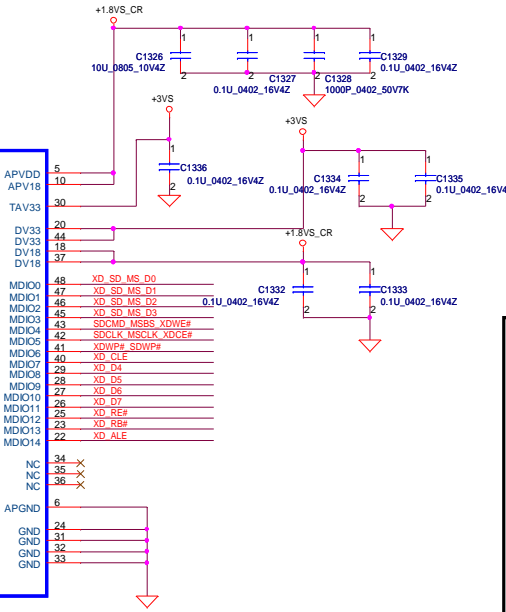 +1.8VS_CR
1 1 1 1
C1326 C1329
10U_0805_10V4Z 0.1U_0402_16V4Z
2 2 C1327 2 C1328 2
0.1U_0402_16V4Z 1000P_0402_50V7K
+3VS
+3VS
1
C1336
0.1U_0402_16V4Z
2
1 1
C1334 C1335
0.1U_0402_16V4Z 0.1U_0402_16V4
2 2
+1.8VS_CR
1 1
C1332 C1333
0.1U_0402_16V4Z 0.1U_0402_16V4Z
2 2
APVDD 5
APV18 10
TAV33 30
DV33 20
DV33 44
DV18 18
DV18 37
MDIO0 48 XD_SD_MS_D0
MDIO1 47 XD_SD_MS_D1
MDIO2 46 XD_SD_MS_D2
MDIO3 45 XD_SD_MS_D3
MDIO4 43 SDCMD_MSBS_XDWE#
MDIO5 42 SDCLK_MSCLK_XDCE#
MDIO6 41 XDWP#_SDWP#
MDIO7 40 XD_CLE
MDIO8 29 XD_D4
MDIO9 28 XD_D5
MDIO10 27 XD_D6
MDIO11 26 XD_D7
MDIO12 25 XD_RE#
MDIO13 23 XD_RB#
MDIO14 22 XD_ALE
NC 34
NC 35
NC 36
APGND 6
GND 24
GND 31
GND 32
GND 33